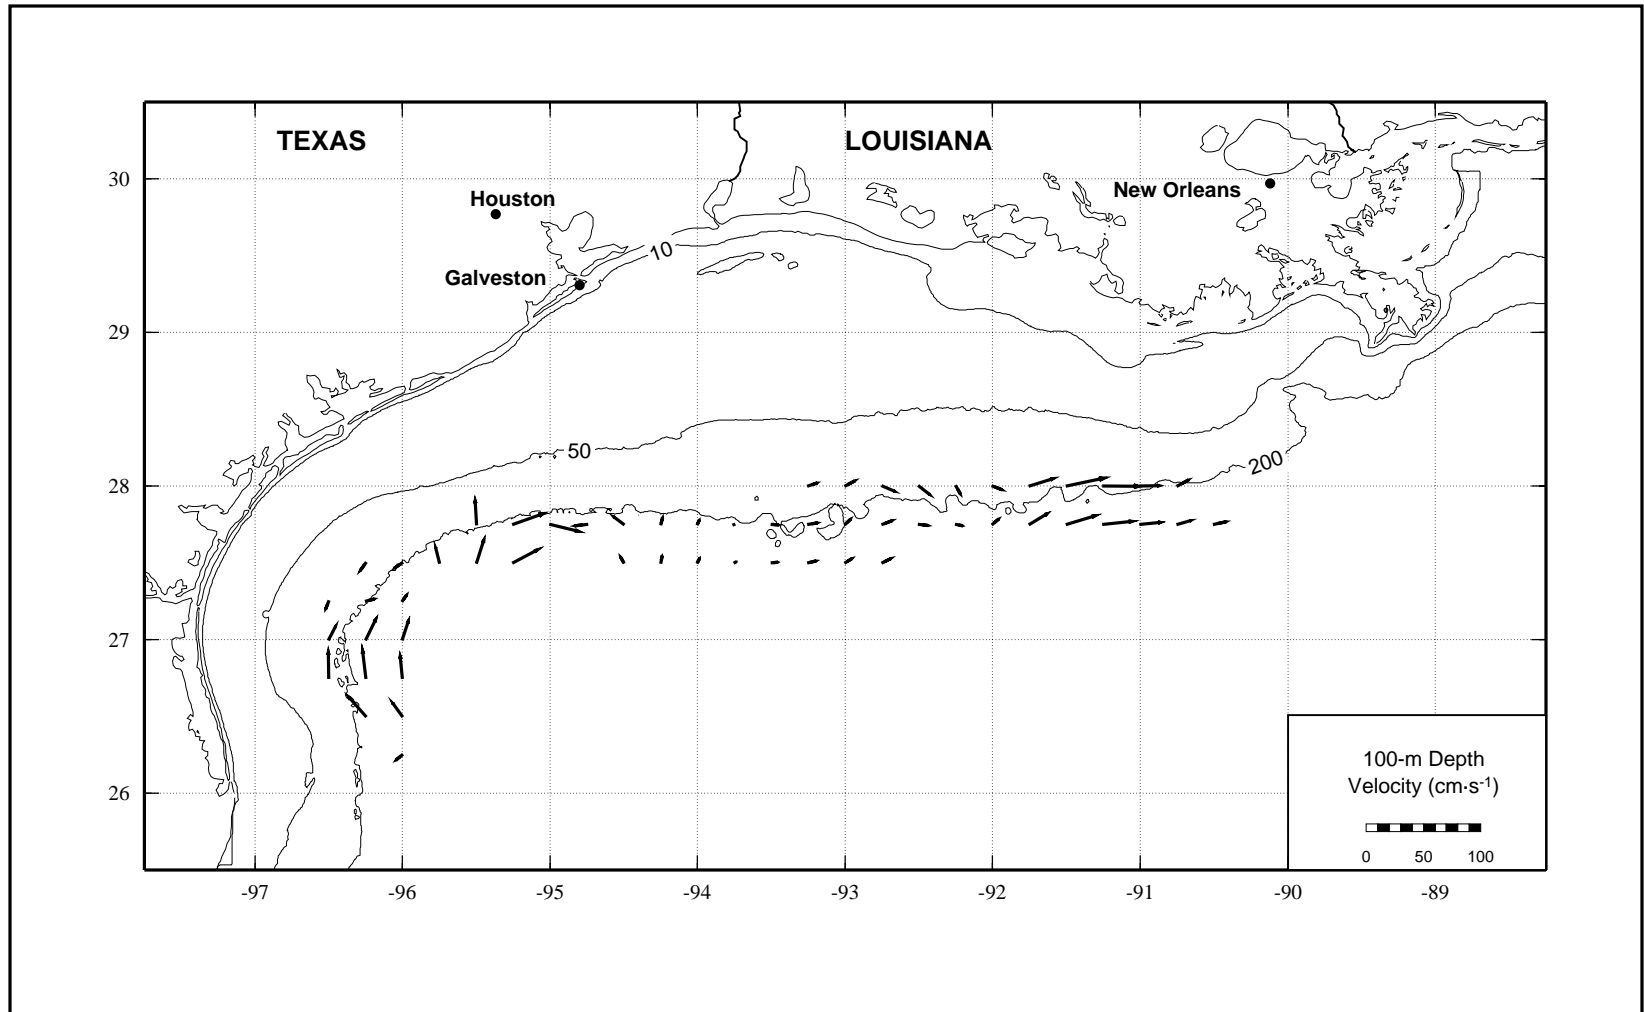 TEXAS
LOUISIANA
30
Houston
New Orleans
10
Galveston
29
50
200
28
27
100-m Depth
Velocity (cm·s-1)
26
0 50 100
-97 -96 -95 -94 -93 -92 -91 -90 -89